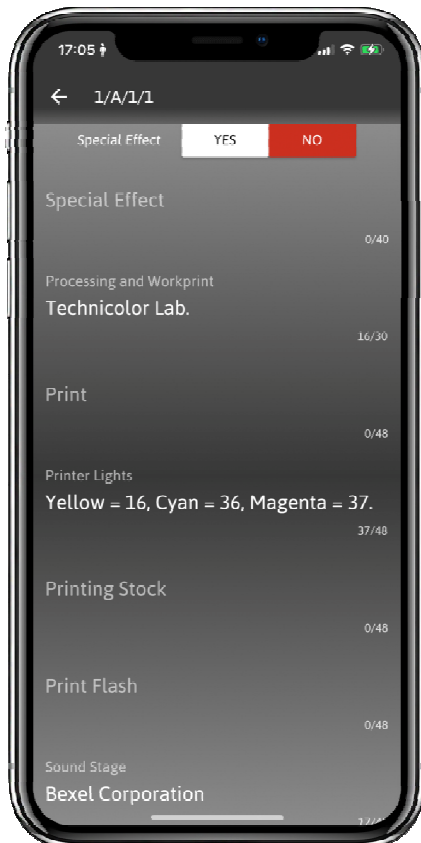 17:05
1/A/1/1
Special Effect YES NO
Special Effect
0/40
Processing and Workprint
Technicolor Lab.
16/30
Print
0/48
Printer Lights
Yellow = 16, Cyan = 36, Magenta = 37.
37/48
Printing Stock
0/48
Print Flash
0/48
Sound Stage
Bexel Corporation